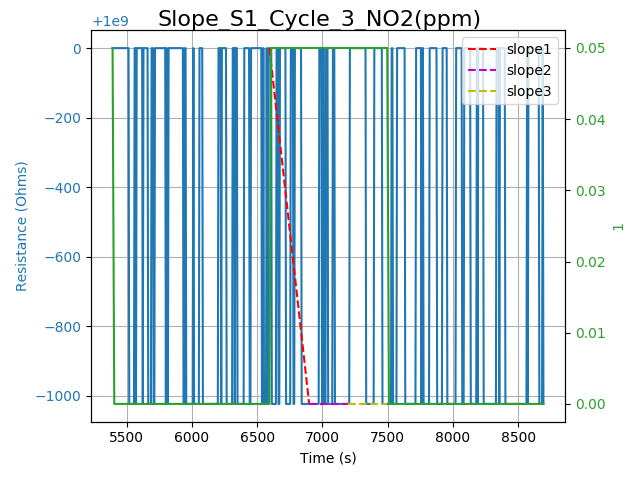 Slope_S1_Cycle_3_NO2(ppm)
+1e9
0
−200
−400
−600
−800
−1000
Resistance (Ohms)
5500 6000 6500 7000 7500 8000 8500
Time (s)
0.05
0.04
0.03
0.02
0.01
0.00
1
slope1
slope2
slope3